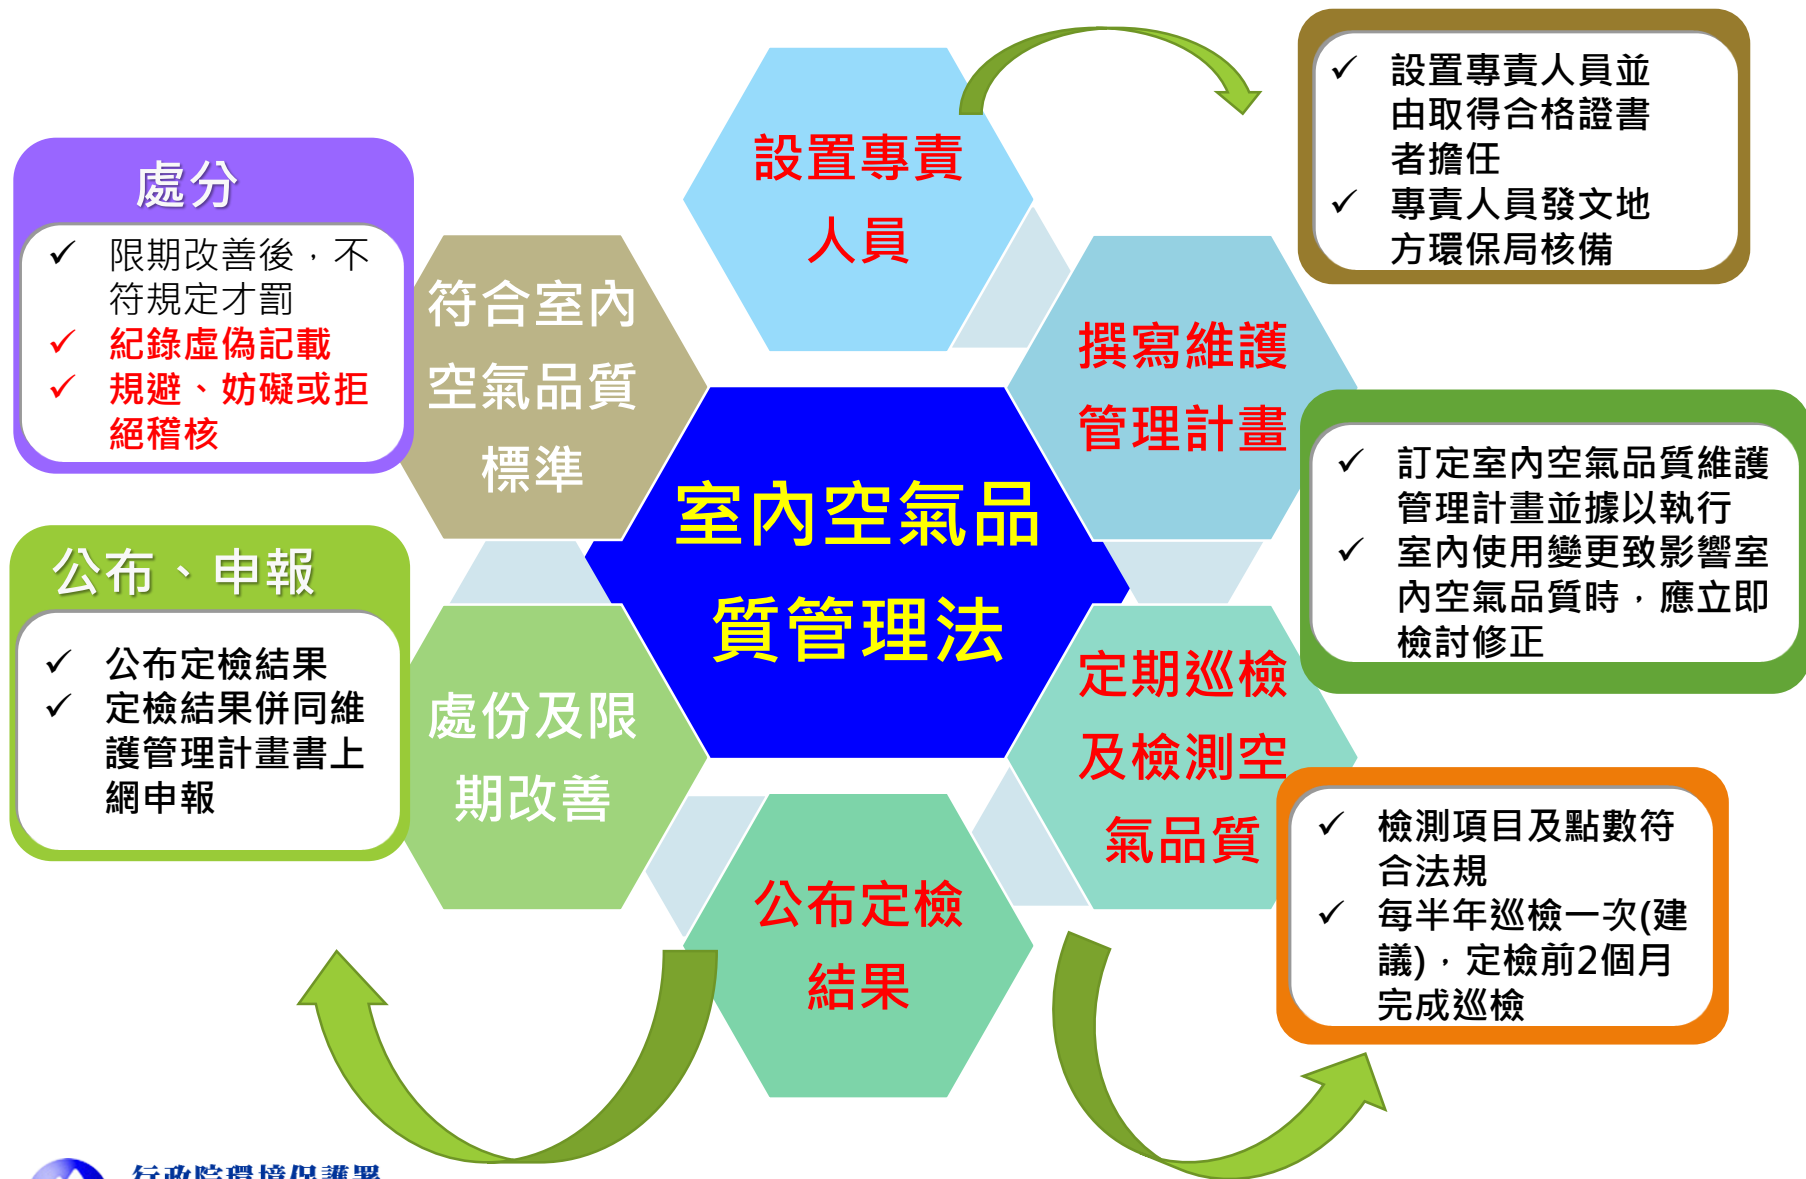 設置專責
人員
✓ 設置專責人員並
由取得合格證書
者擔任
✓ 專責人員發文地
方環保局核備
處分
✓ 限期改善後，不
符規定才罰
✓ 紀錄虛偽記載
✓ 規避、妨礙或拒
絕稽核
符合室內
空氣品質
標準
撰寫維護
管理計畫
✓ 訂定室內空氣品質維護
管理計畫並據以執行
✓ 室內使用變更致影響室
內空氣品質時，應立即
檢討修正
室內空氣品
質管理法
公布、申報
✓ 公布定檢結果
✓ 定檢結果併同維
護管理計畫書上
網申報
處份及限
期改善
定期巡檢
及檢測空
氣品質
✓ 檢測項目及點數符
合法規
✓ 每半年巡檢一次(建
議)，定檢前2個月
完成巡檢
公布定檢
結果
行政院環境保護署